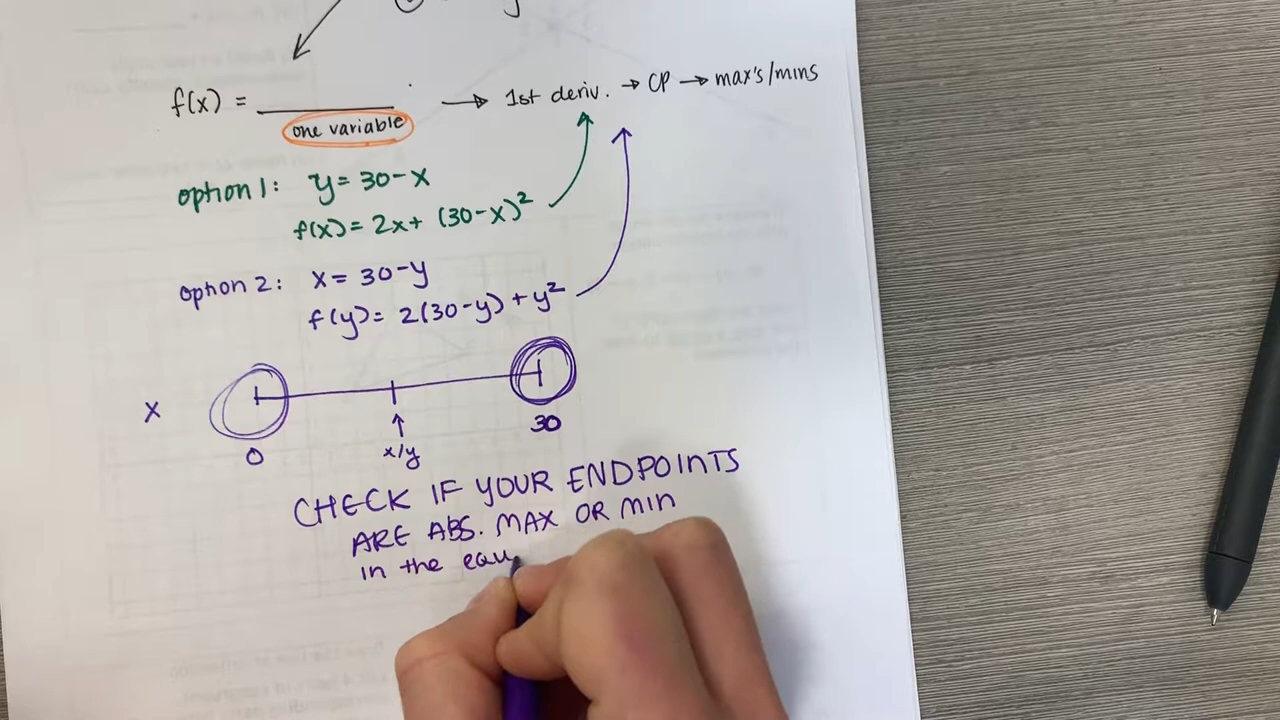 f(x) = ________ → 1st deriv. → CP → max's/mins
one variable
option 1: y = 30-x
f(x) = 2x + (30-x)²
option 2: x = 30-y
f(y) = 2(30-y) + y²
x
0 x/y 30
CHECK IF YOUR ENDPOINTS
ARE ABS. MAX OR MIN
in the equ